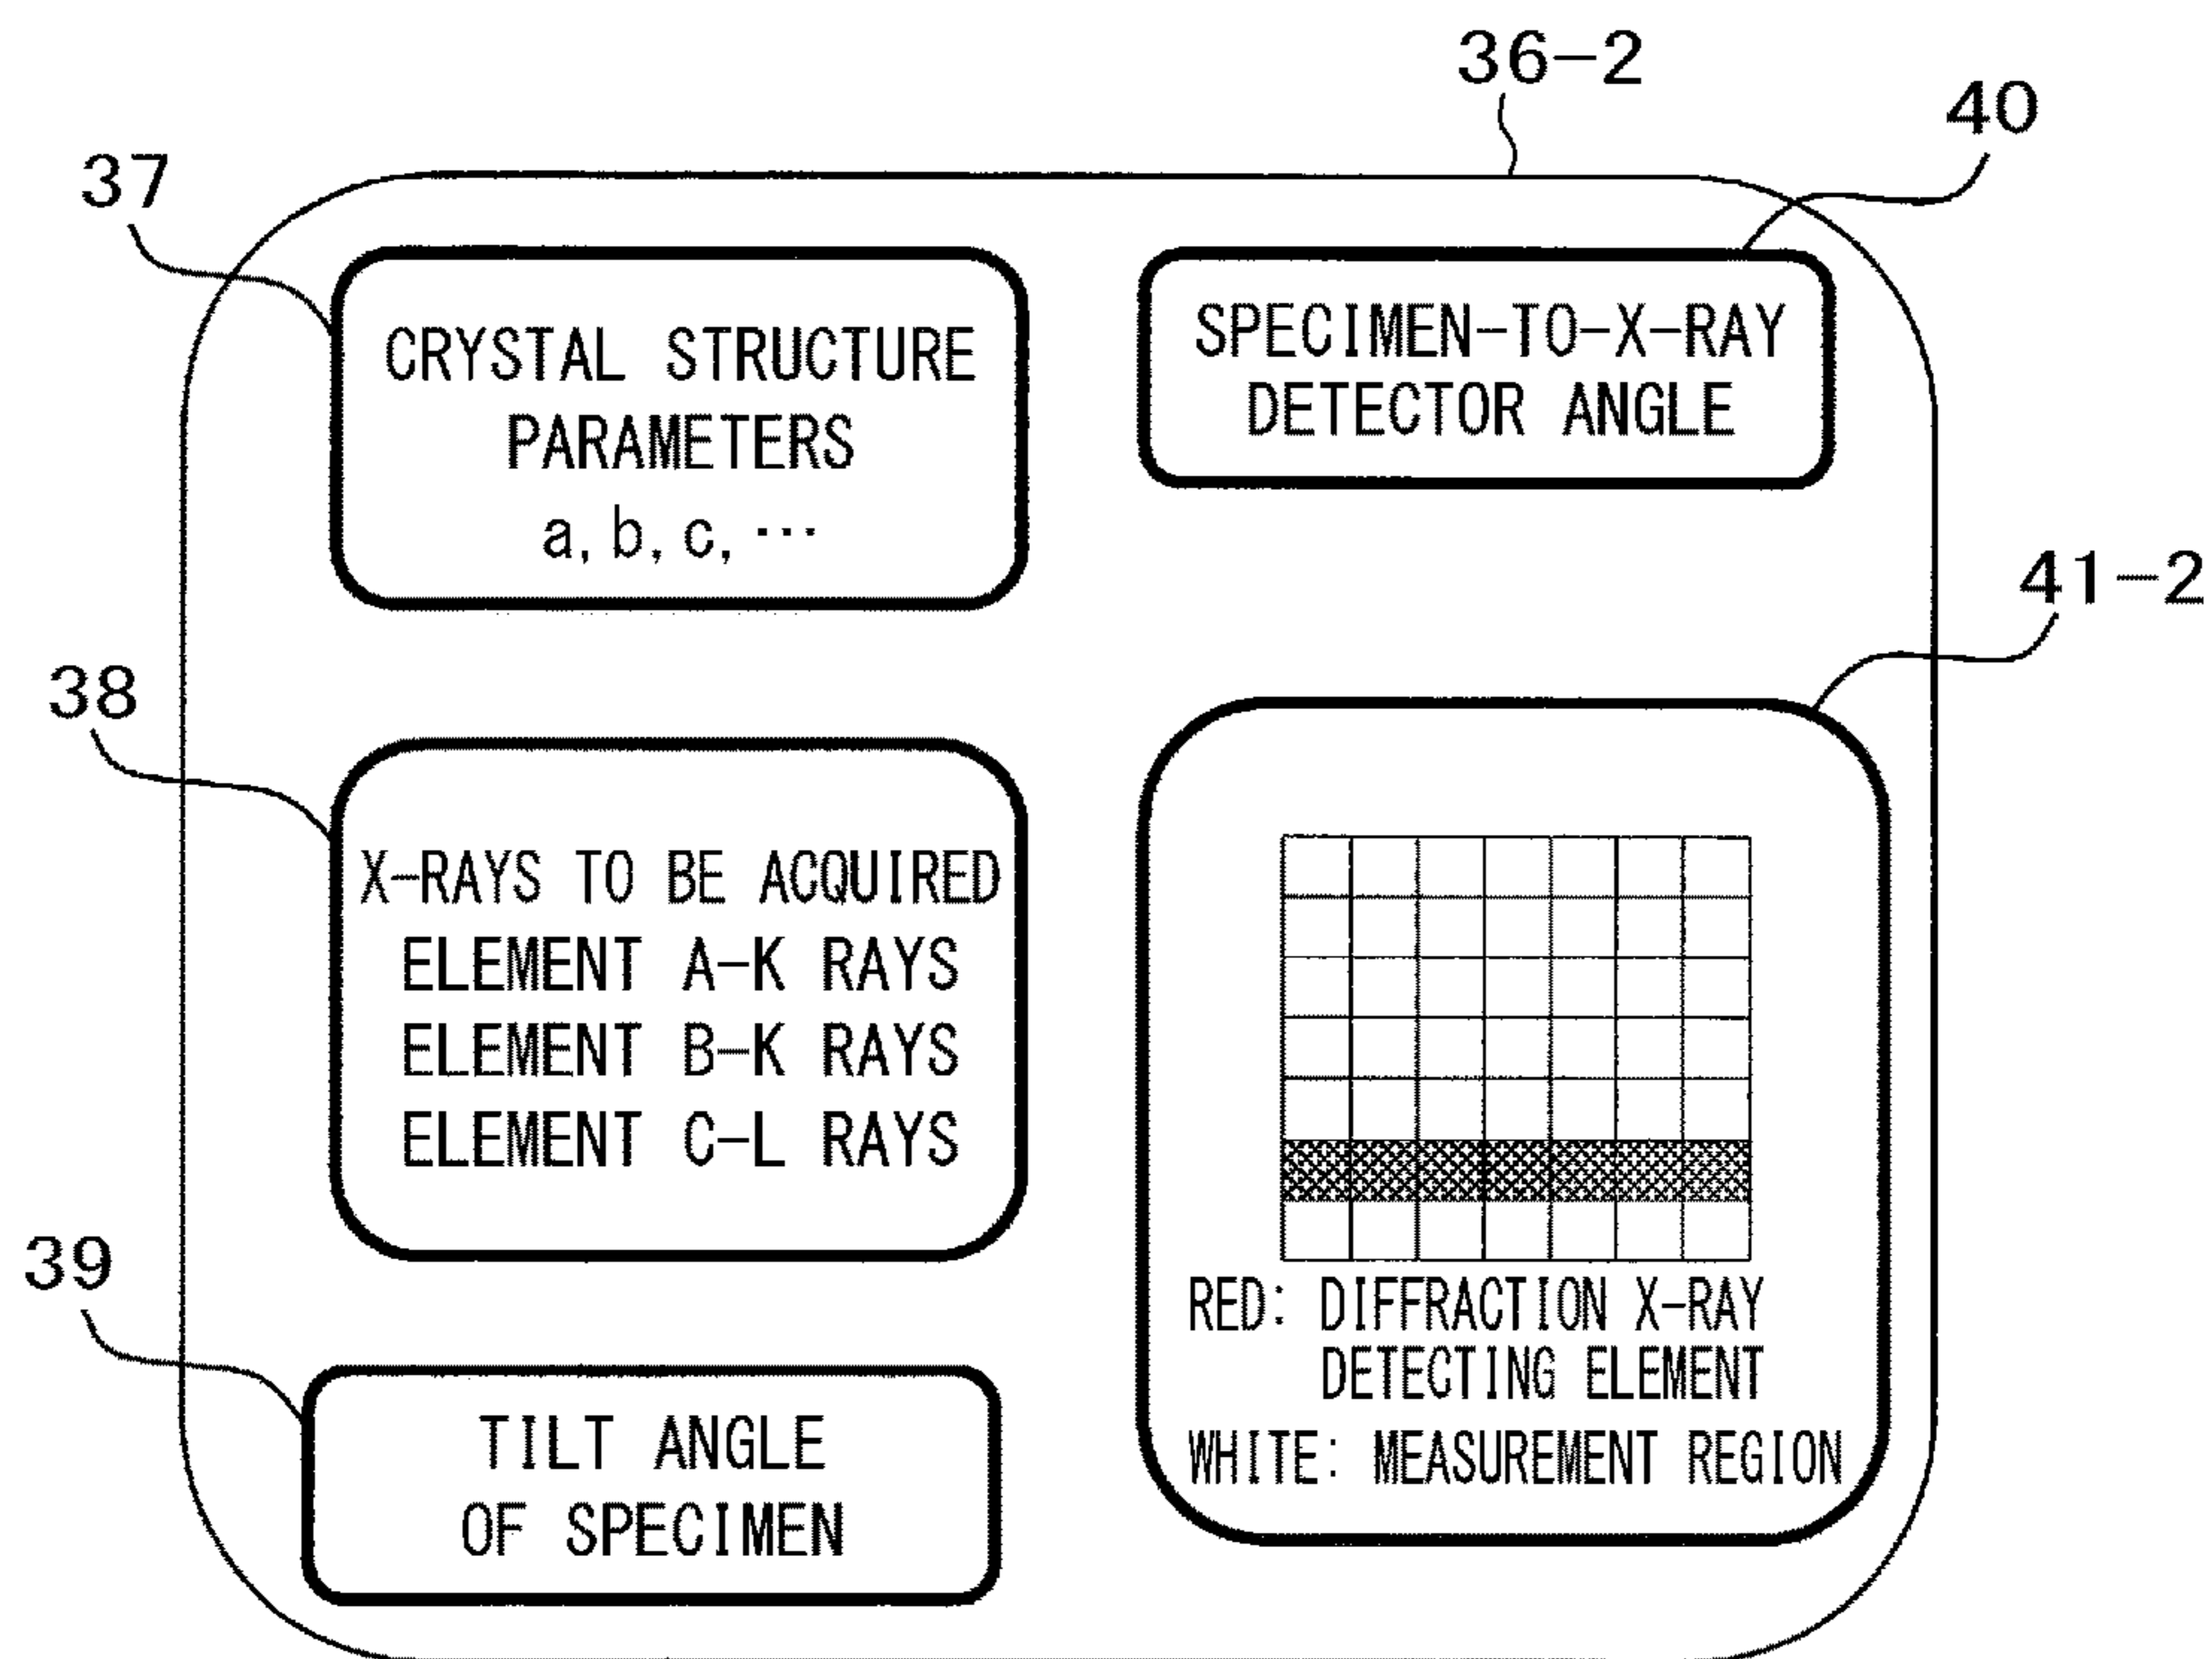 36-2
40
37
CRYSTAL STRUCTURE
PARAMETERS
a, b, c, ···
SPECIMEN-TO-X-RAY
DETECTOR ANGLE
41-2
38
X-RAYS TO BE ACQUIRED
ELEMENT A-K RAYS
ELEMENT B-K RAYS
ELEMENT C-L RAYS
RED: DIFFRACTION X-RAY
DETECTING ELEMENT
WHITE: MEASUREMENT REGION
39
TILT ANGLE
OF SPECIMEN